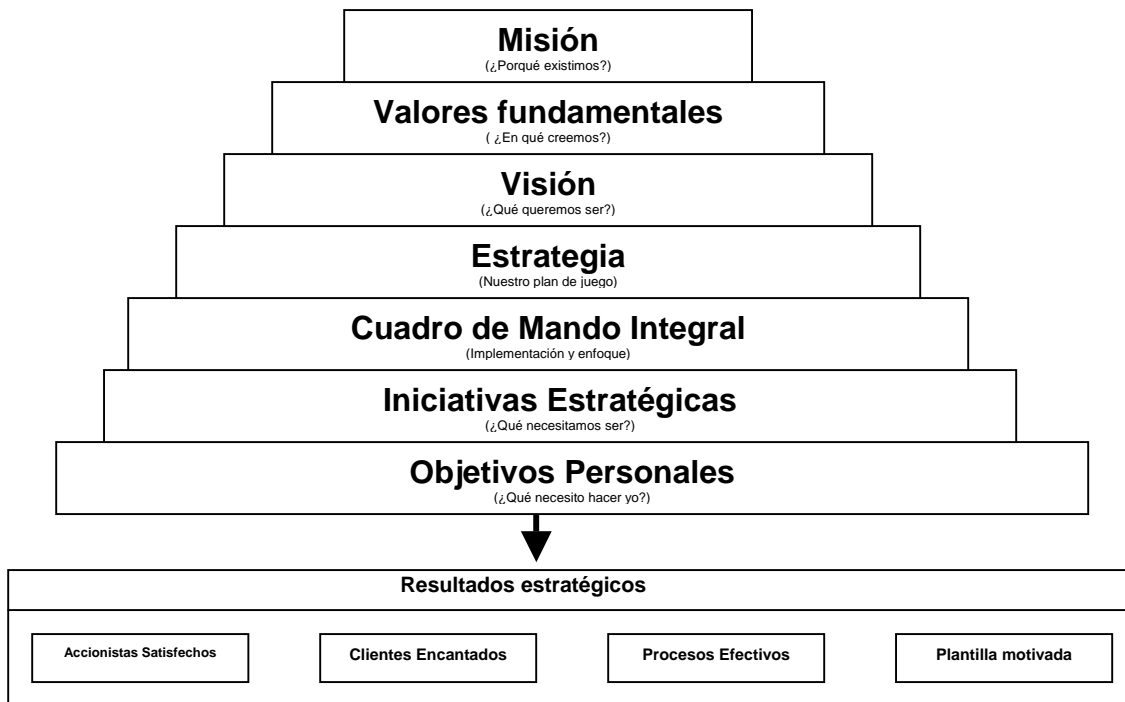 Misión
(¿Porqué existimos?)
Valores fundamentales
( ¿En qué creemos?)
Visión
(¿Qué queremos ser?)
Estrategia
(Nuestro plan de juego)
Cuadro de Mando Integral
(Implementación y enfoque)
Iniciativas Estratégicas
(¿Qué necesitamos ser?)
Objetivos Personales
(¿Qué necesito hacer yo?)
Resultados estratégicos
Accionistas Satisfechos
Clientes Encantados
Procesos Efectivos
Plantilla motivada